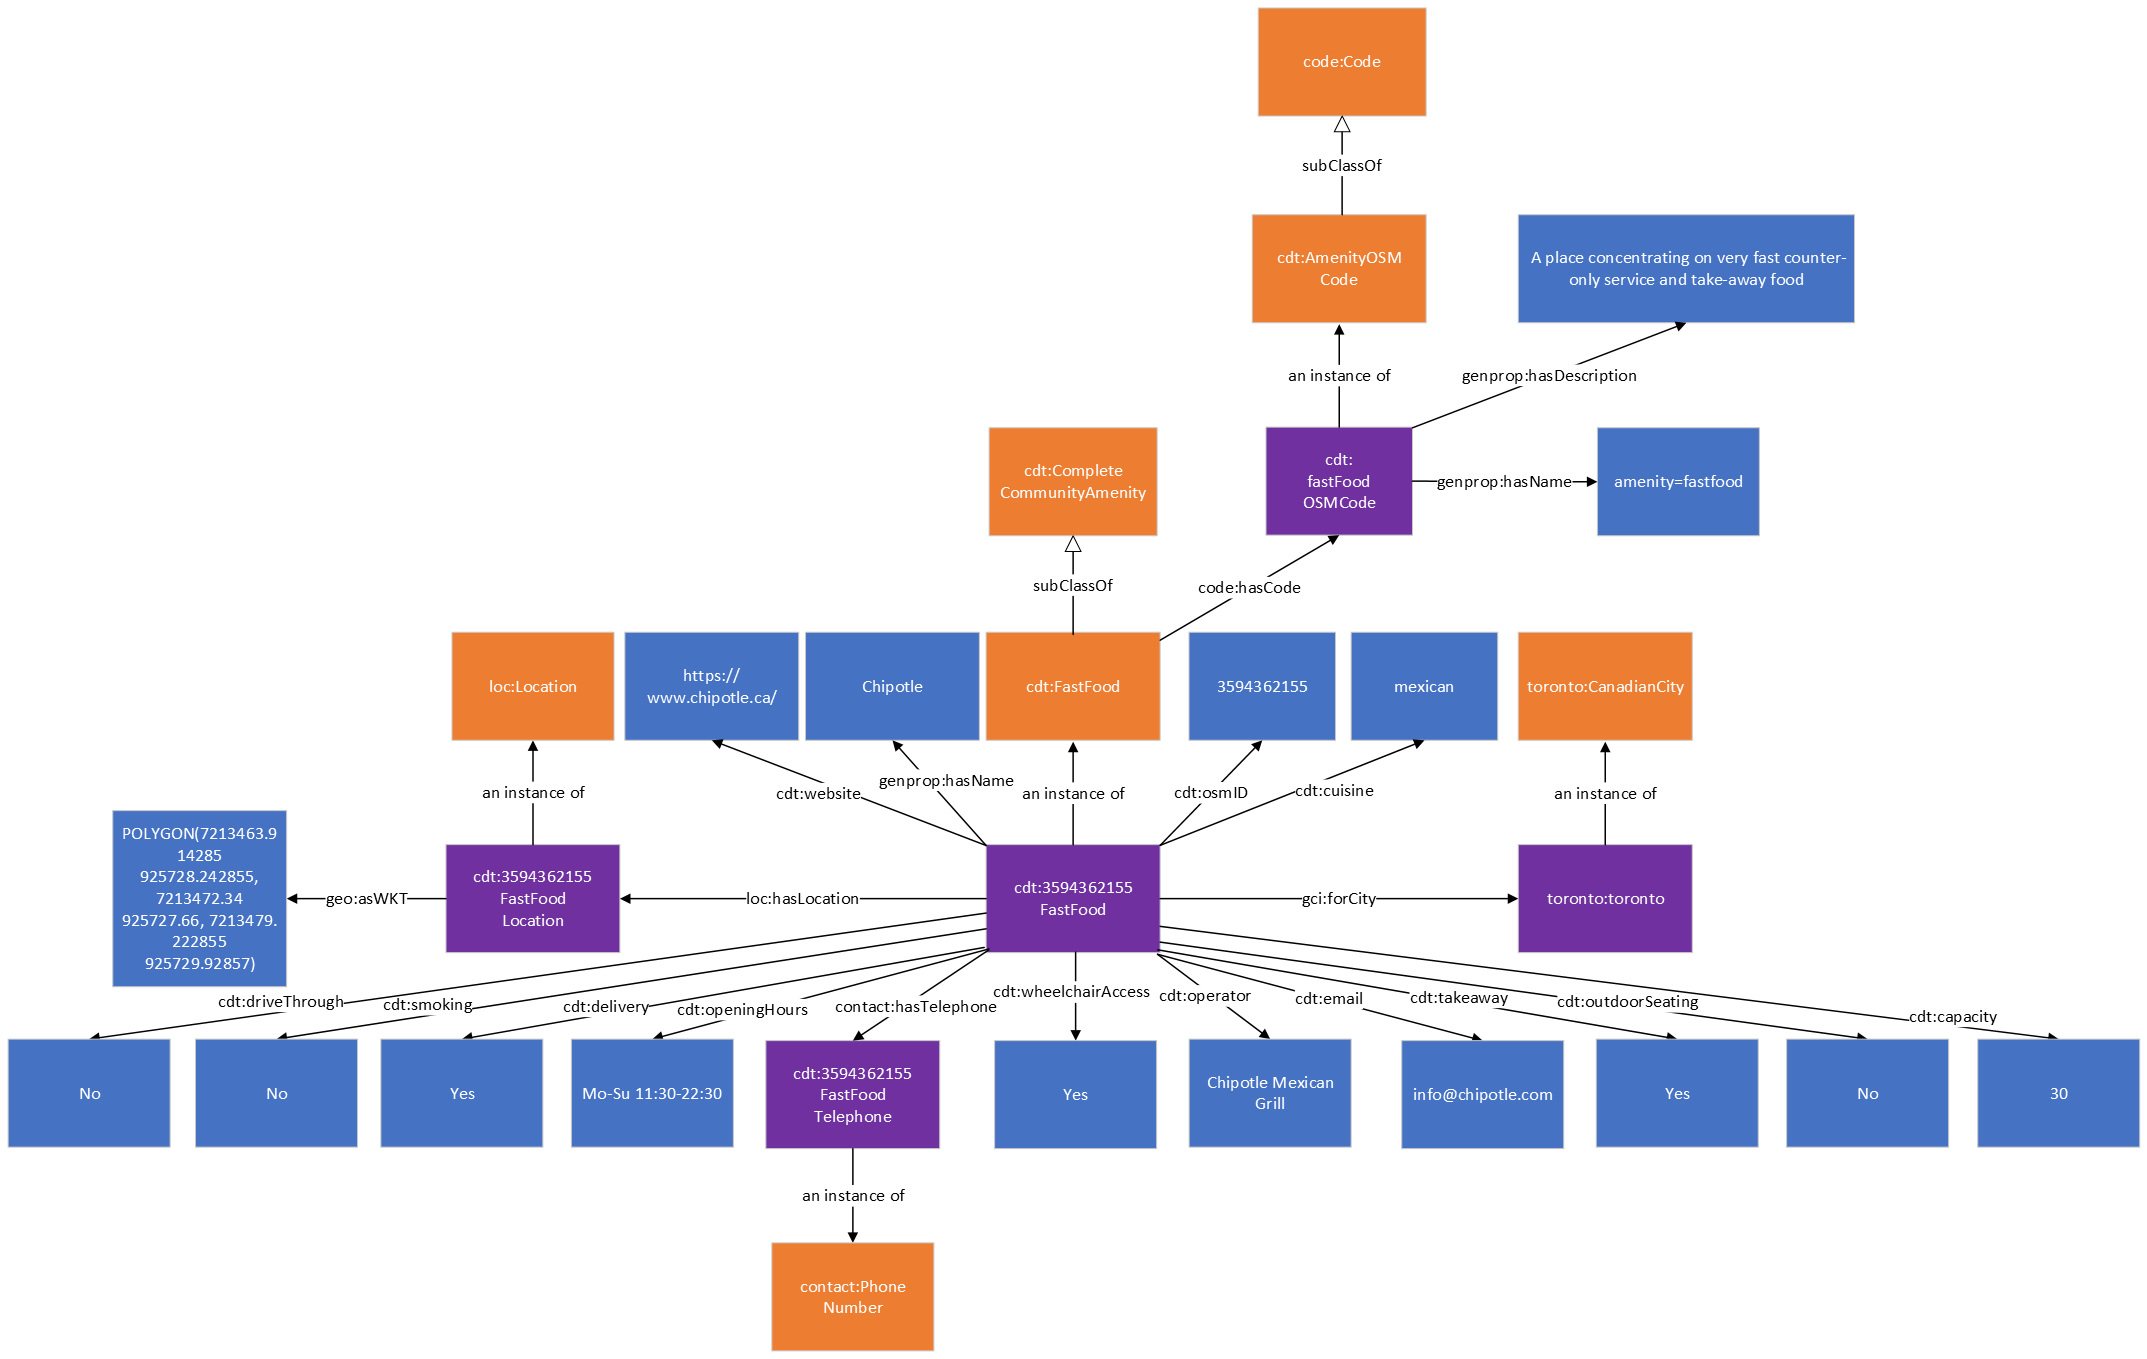 code:Code
subClassOf
cdt:AmenityOSM
Code
A place concentrating on very fast counter-
only service and take-away food
an instance of
genprop:hasDescription
cdt:Complete
CommunityAmenity
cdt:
fastFood
OSMCode
genprop:hasName
amenity=fastfood
subClassOf
code:hasCode
loc:Location
https://
www.chipotle.ca/
Chipotle
cdt:FastFood
3594362155
mexican
toronto:CanadianCity
an instance of
cdt:website
genprop:hasName
an instance of
cdt:osmID
cdt:cuisine
an instance of
POLYGON(7213463.9
14285
925728.242855,
7213472.34
925727.66, 7213479.
222855
925729.92857)
geo:asWKT
cdt:3594362155
FastFood
Location
loc:hasLocation
cdt:3594362155
FastFood
gci:forCity
toronto:toronto
cdt:driveThrough
cdt:smoking
cdt:delivery
cdt:openingHours
contact:hasTelephone
cdt:wheelchairAccess
cdt:operator
cdt:email
cdt:takeaway
cdt:outdoorSeating
cdt:capacity
No
No
Yes
Mo-Su 11:30-22:30
cdt:3594362155
FastFood
Telephone
Yes
Chipotle Mexican
Grill
info@chipotle.com
Yes
No
30
an instance of
contact:Phone
Number